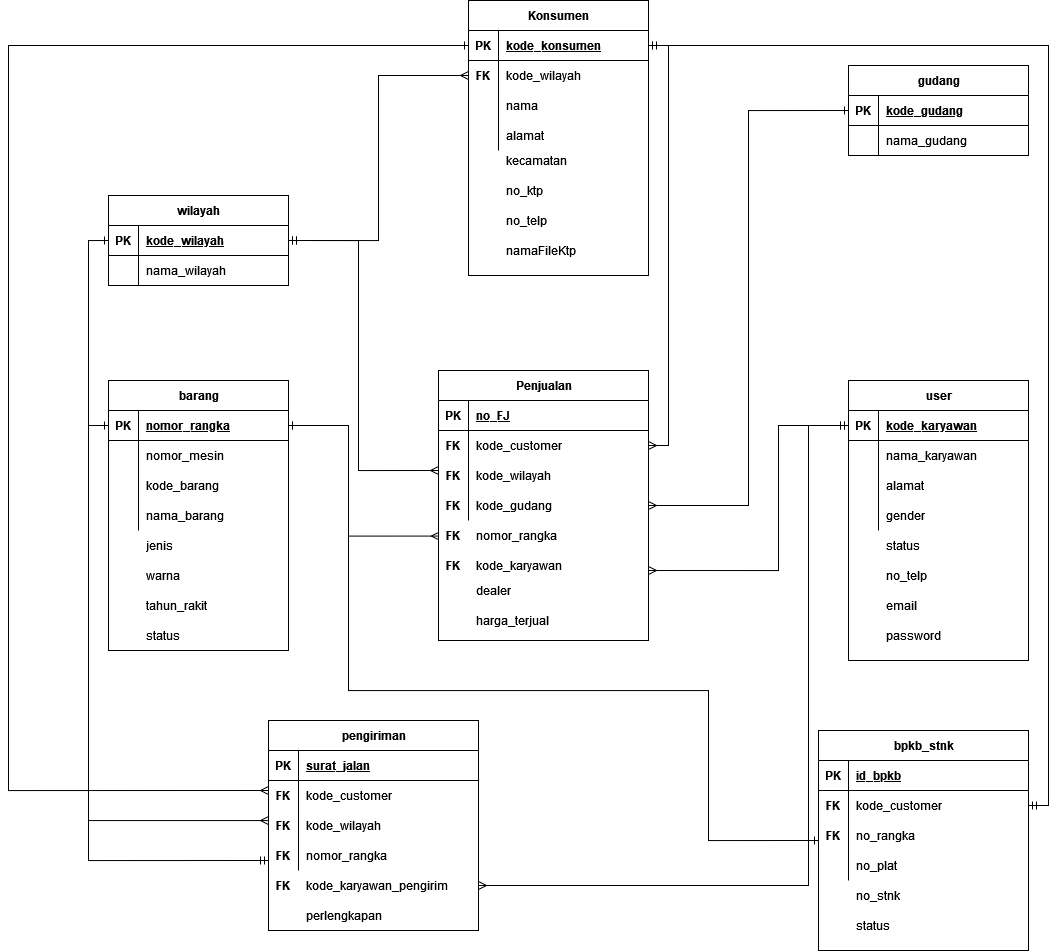 Konsumen
PK kode_konsumen
FK kode_wilayah
nama
alamat
kecamatan
no_ktp
no_telp
namaFileKtp
gudang
PK kode_gudang
nama_gudang
wilayah
PK kode_wilayah
nama_wilayah
barang
PK nomor_rangka
nomor_mesin
kode_barang
nama_barang
jenis
warna
tahun_rakit
status
Penjualan
PK no_FJ
FK kode_customer
FK kode_wilayah
FK kode_gudang
FK nomor_rangka
FK kode_karyawan
dealer
harga_terjual
user
PK kode_karyawan
nama_karyawan
alamat
gender
status
no_telp
email
password
pengiriman
PK surat_jalan
FK kode_customer
FK kode_wilayah
FK nomor_rangka
FK kode_karyawan_pengirim
perlengkapan
bpkb_stnk
PK id_bpkb
FK kode_customer
FK no_rangka
no_plat
no_stnk
status